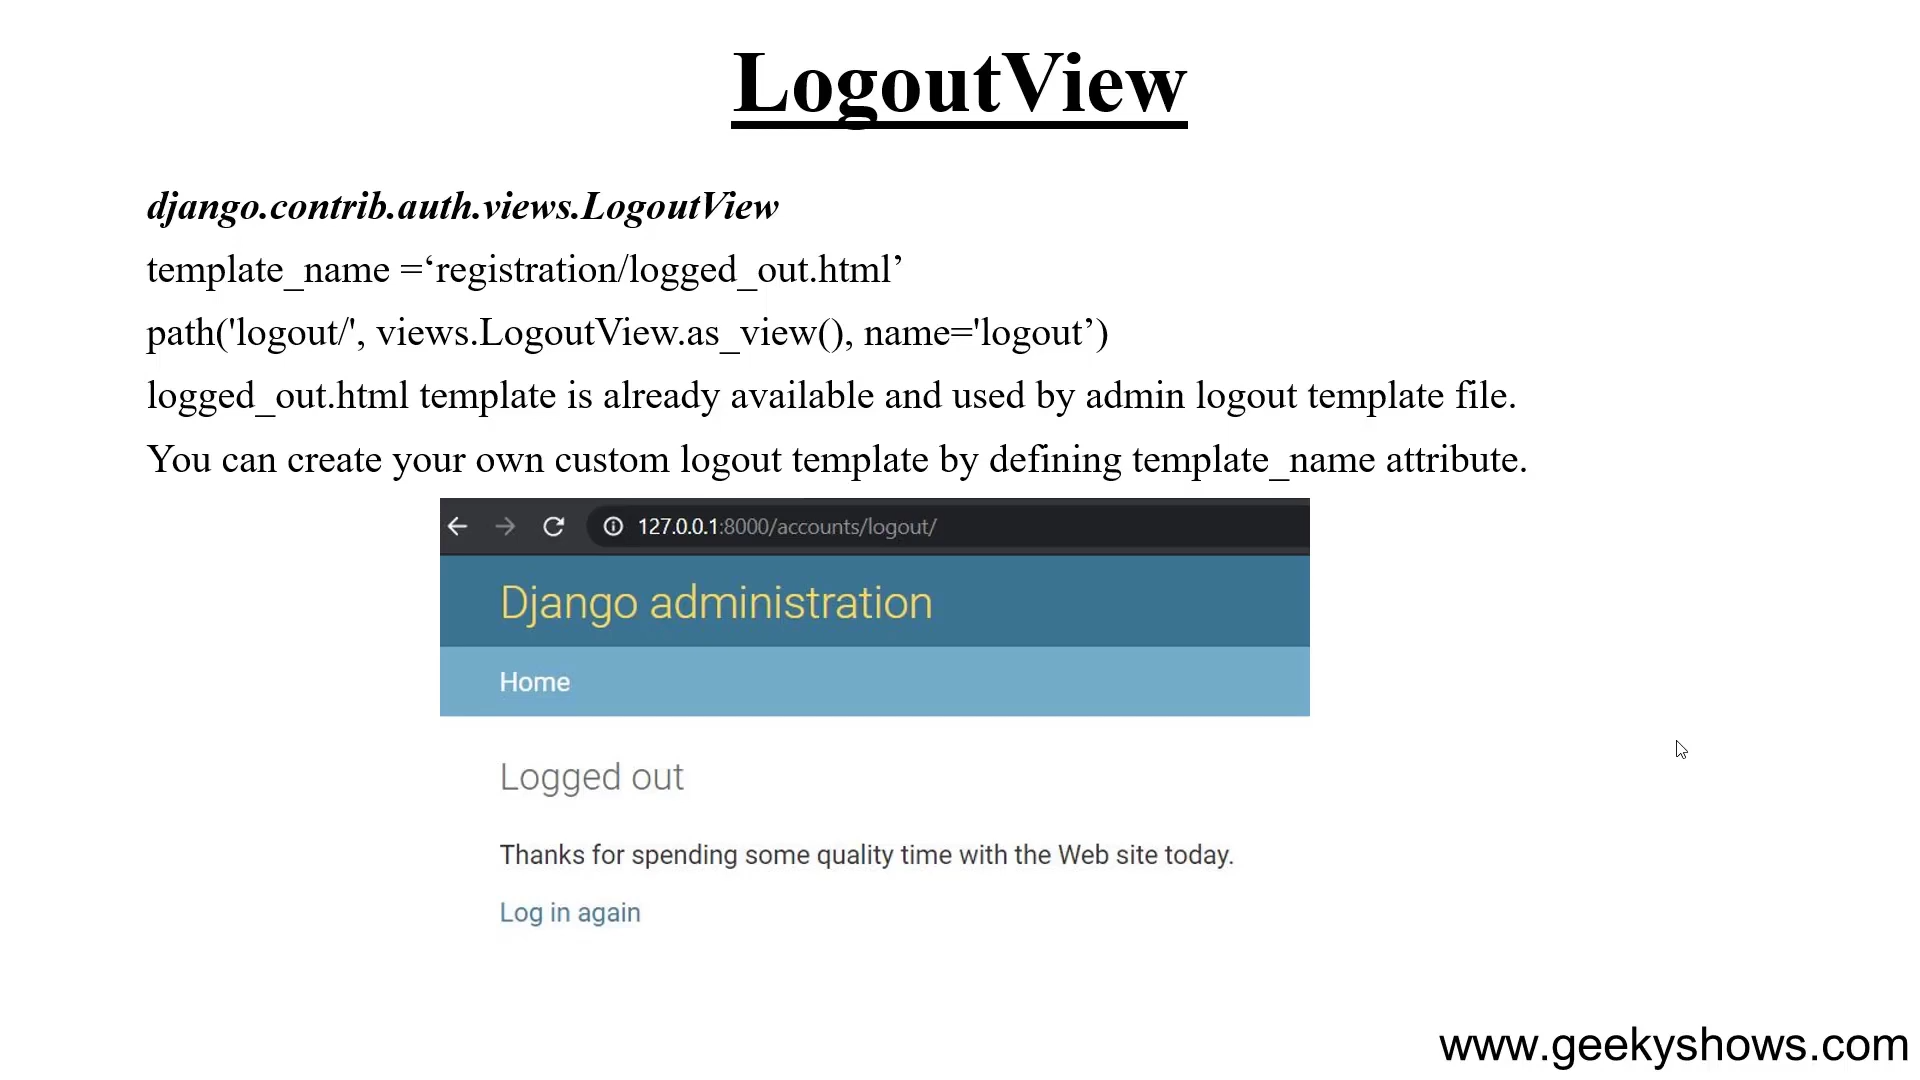 LogoutView
django.contrib.auth.views.LogoutView
template_name =‘registration/logged_out.html’
path('logout/', views.LogoutView.as_view(), name='logout’)
logged_out.html template is already available and used by admin logout template file.
You can create your own custom logout template by defining template_name attribute.
127.0.0.1:8000/accounts/logout/
Django administration
Home
Logged out
Thanks for spending some quality time with the Web site today.
Log in again
www.geekyshows.com